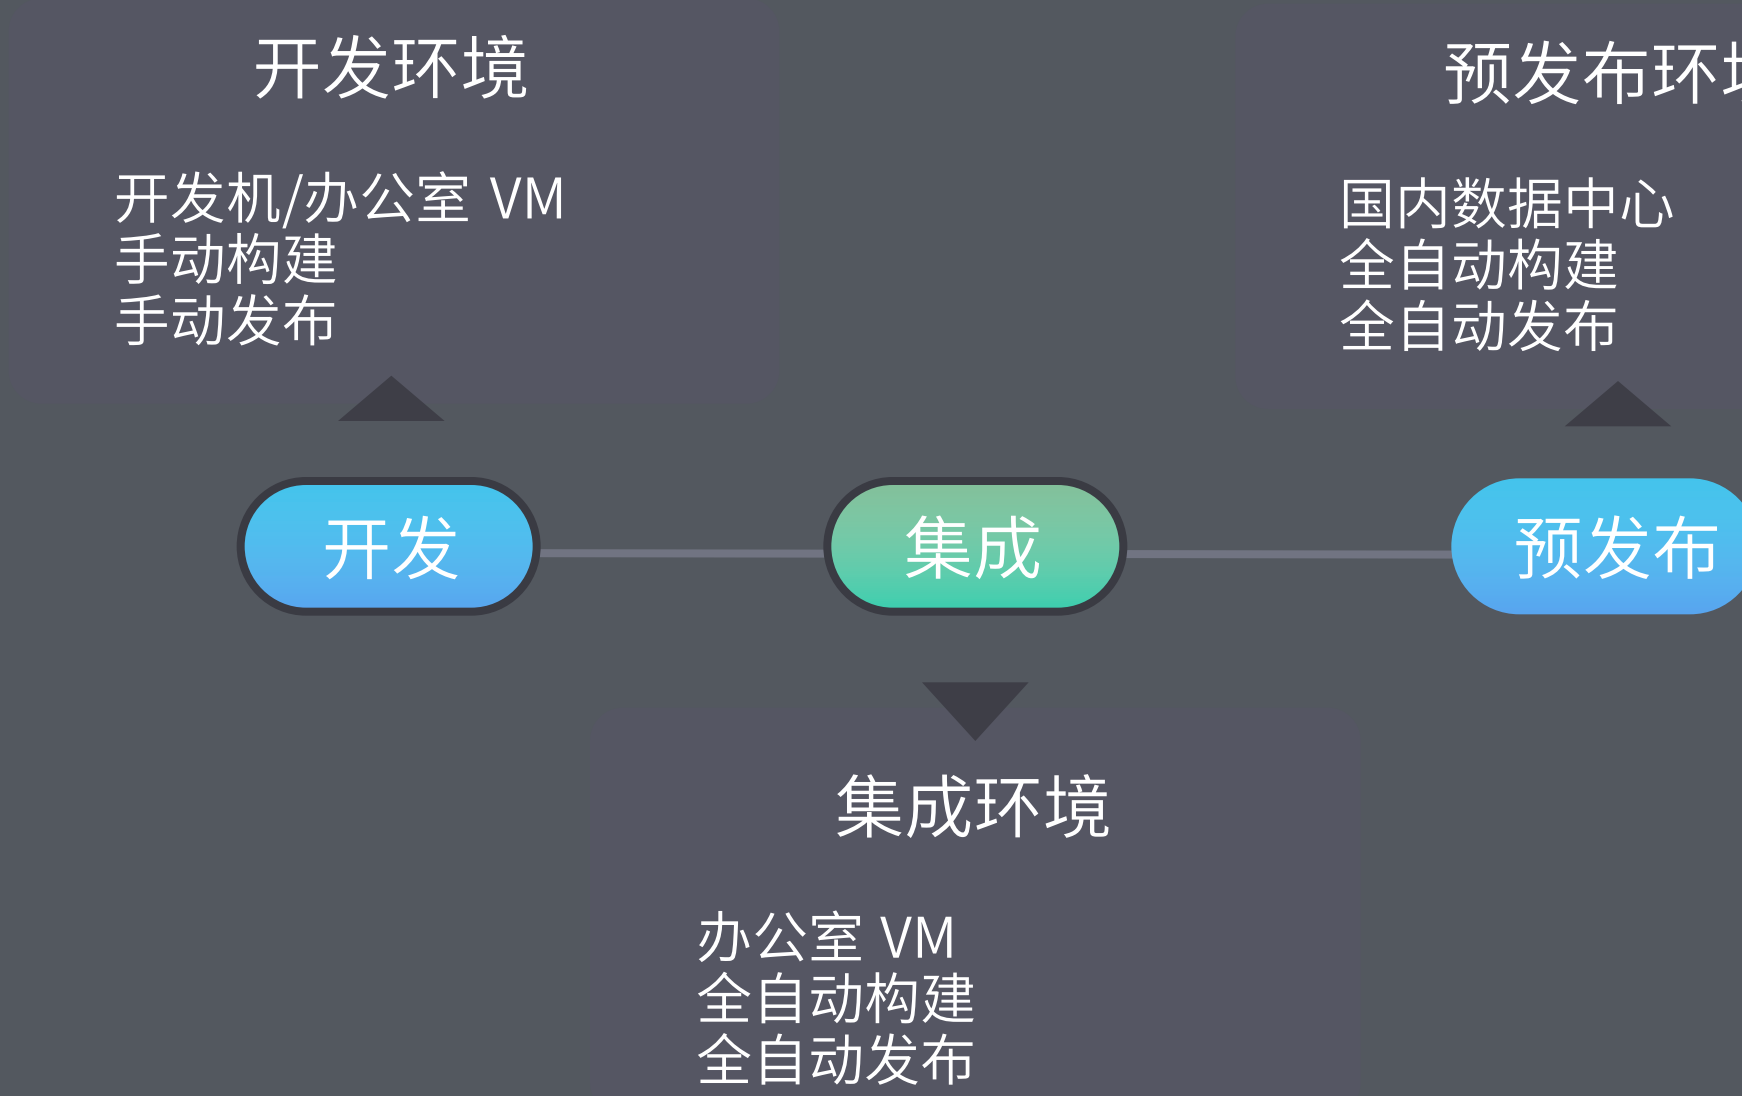 开发环境
开发机/办公室 VM
手动构建
手动发布
预发布环境
国内数据中心
全自动构建
全自动发布
开发
集成
预发布
集成环境
办公室 VM
全自动构建
全自动发布